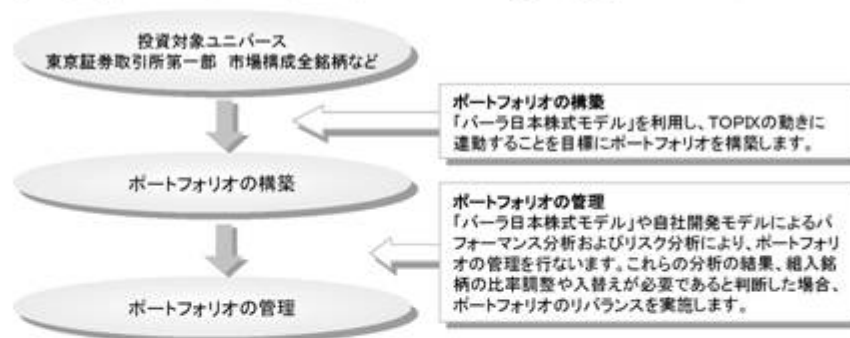 投資対象ユニバース
東京証券取引所第一部 市場構成全銘柄など
ポートフォリオの構築
「バーラ日本株式モデル」を利用し、TOPIXの動きに
連動することを目標にポートフォリオを構築します。
ポートフォリオの構築
ポートフォリオの管理
「バーラ日本株式モデル」や自社開発モデルによるパ
フォーマンス分析およびリスク分析により、ポートフォリ
オの管理を行ないます。これらの分析の結果、組入銘
柄の比率調整や入替えが必要であると判断した場合、
ポートフォリオのリバランスを実施します。
ポートフォリオの管理